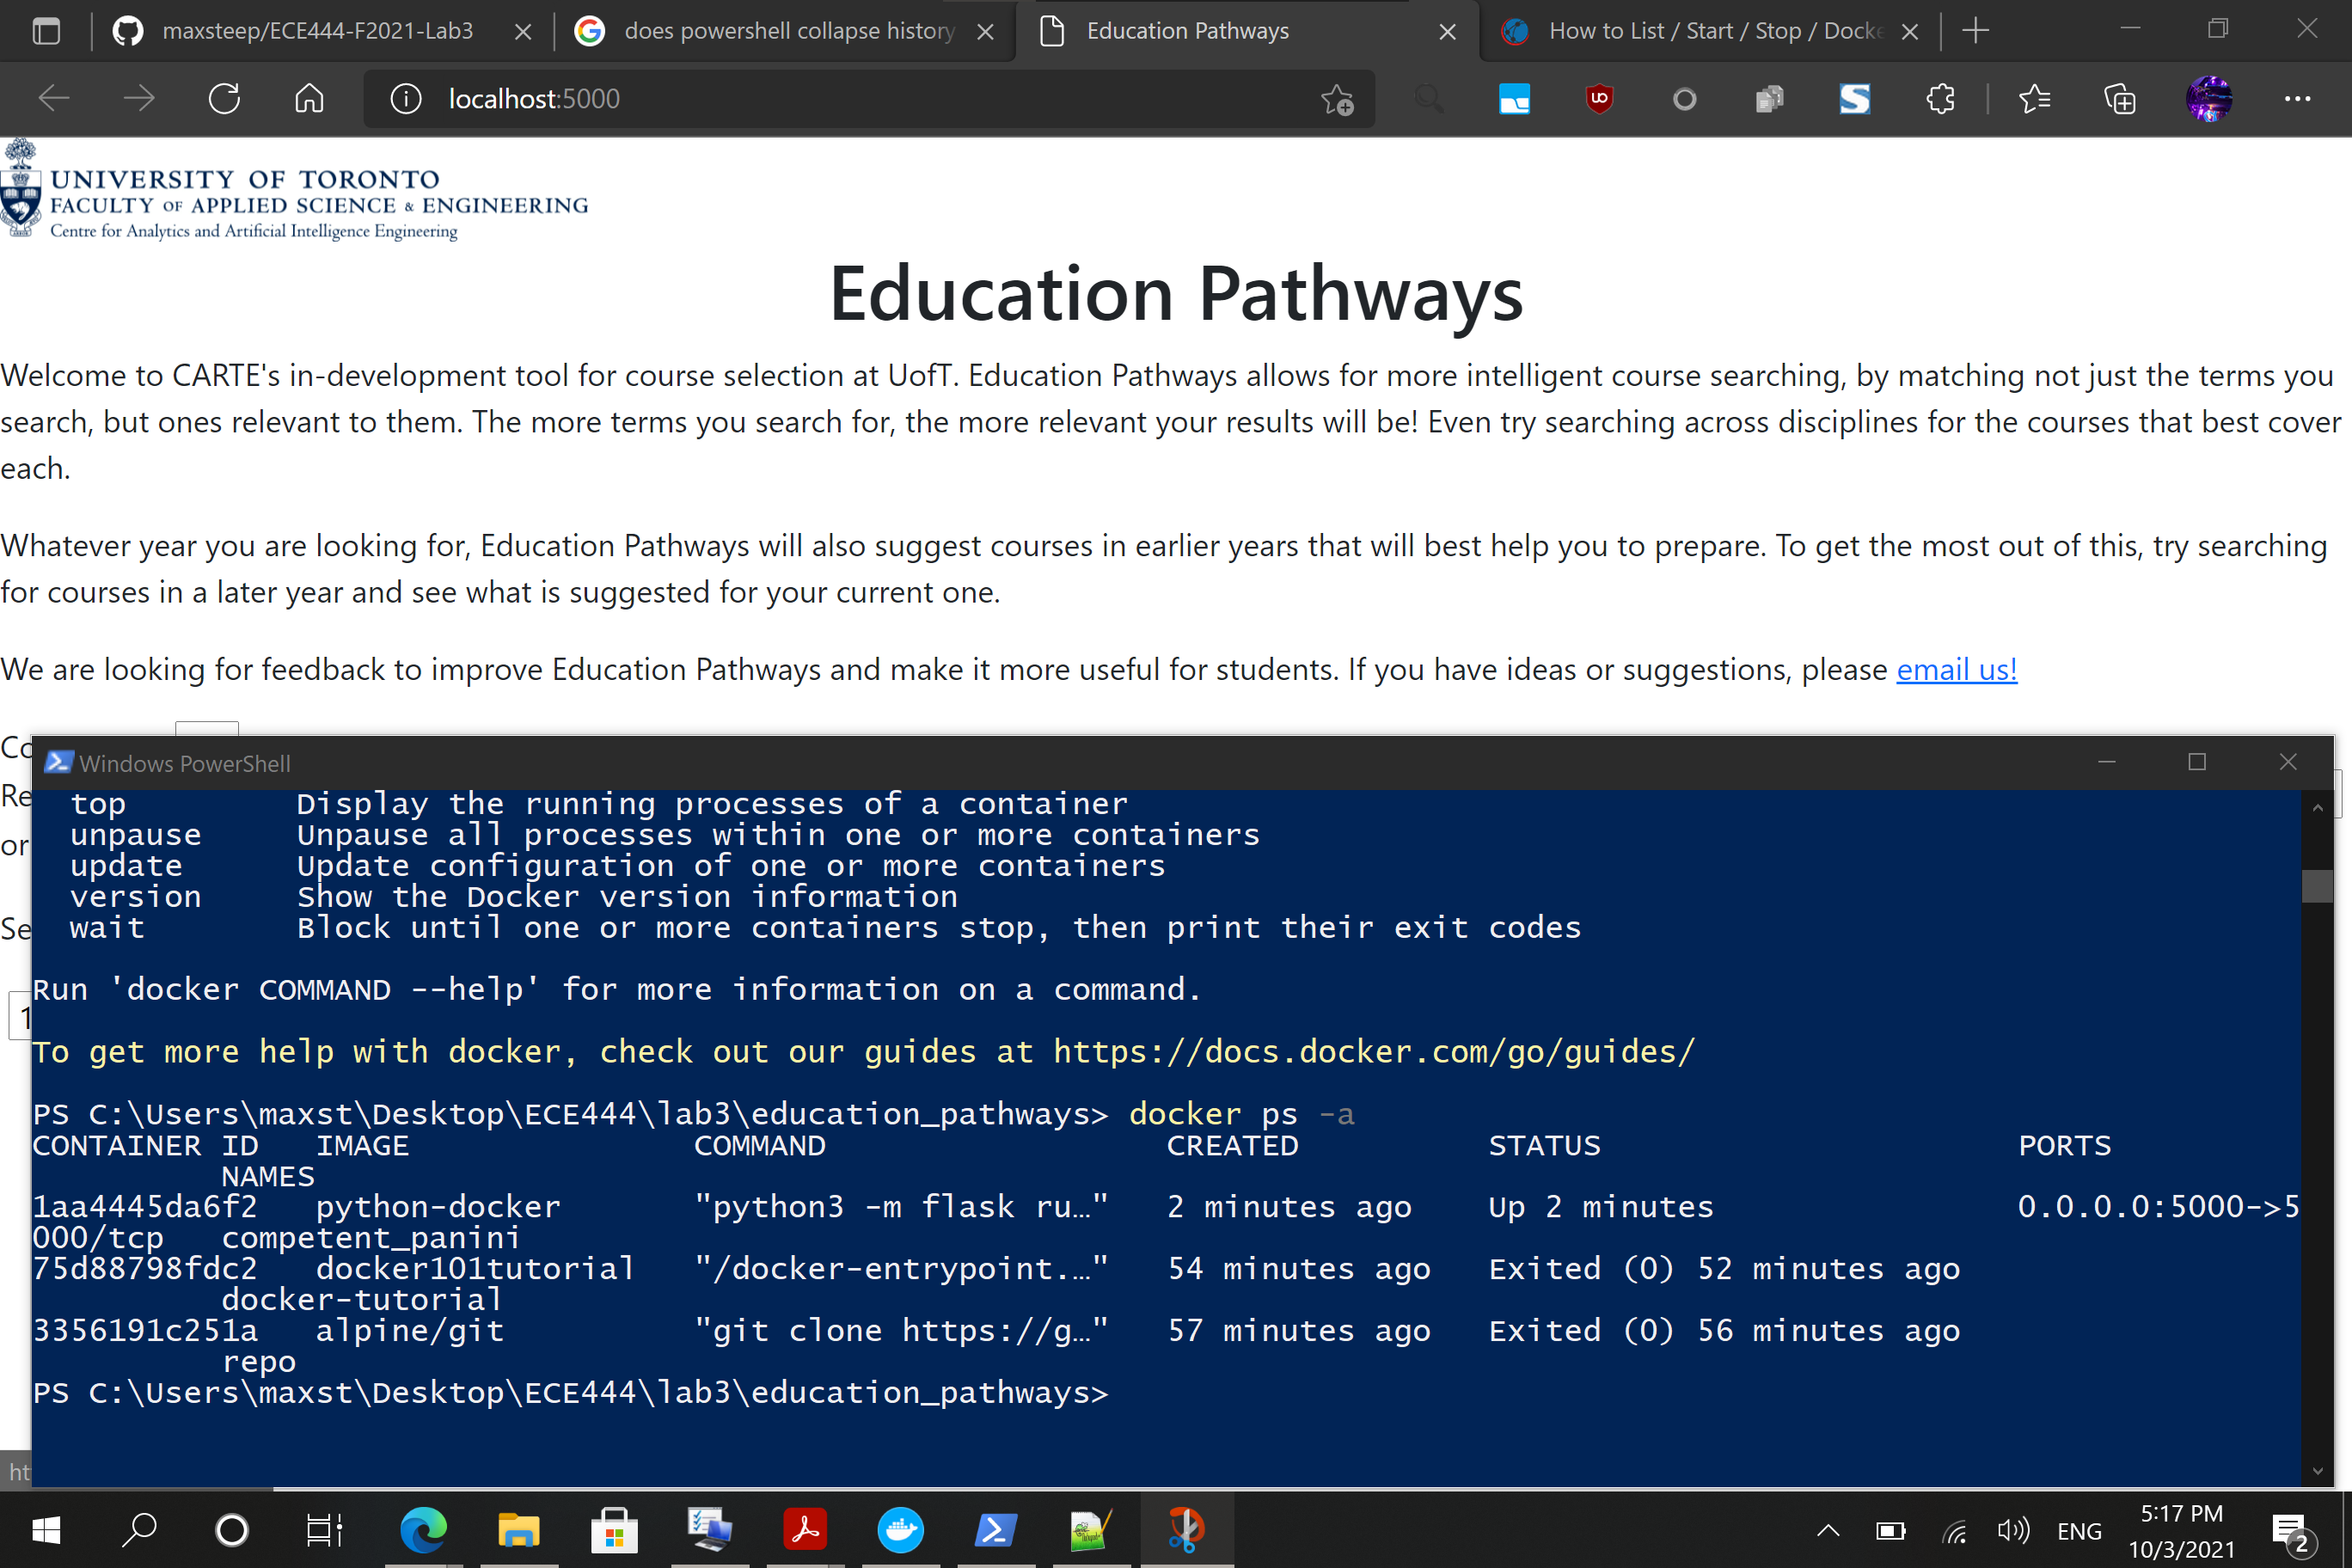 maxsteep/ECE444-F2021-Lab3
does powershell collapse history
Education Pathways
How to List / Start / Stop / Docke
localhost:5000
UNIVERSITY OF TORONTO
FACULTY OF APPLIED SCIENCE & ENGINEERING
Centre for Analytics and Artificial Intelligence Engineering
Education Pathways
Welcome to CARTE's in-development tool for course selection at UofT. Education Pathways allows for more intelligent course searching, by matching not just the terms you
search, but ones relevant to them. The more terms you search for, the more relevant your results will be! Even try searching across disciplines for the courses that best cover
each.
Whatever year you are looking for, Education Pathways will also suggest courses in earlier years that will best help you to prepare. To get the most out of this, try searching
for courses in a later year and see what is suggested for your current one.
We are looking for feedback to improve Education Pathways and make it more useful for students. If you have ideas or suggestions, please email us!
Co
Re
or
Se
1
ht
Windows PowerShell
top Display the running processes of a container
unpause Unpause all processes within one or more containers
update Update configuration of one or more containers
version Show the Docker version information
wait Block until one or more containers stop, then print their exit codes
Run 'docker COMMAND --help' for more information on a command.
To get more help with docker, check out our guides at https://docs.docker.com/go/guides/
PS C:\Users\maxst\Desktop\ECE444\lab3\education_pathways> docker ps -a
CONTAINER ID IMAGE COMMAND CREATED STATUS PORTS
NAMES
1aa4445da6f2 python-docker "python3 -m flask ru…" 2 minutes ago Up 2 minutes 0.0.0.0:5000->5
000/tcp competent_panini
75d88798fdc2 docker101tutorial "/docker-entrypoint.…" 54 minutes ago Exited (0) 52 minutes ago
docker-tutorial
3356191c251a alpine/git "git clone https://g…" 57 minutes ago Exited (0) 56 minutes ago
repo
PS C:\Users\maxst\Desktop\ECE444\lab3\education_pathways>
ENG
5:17 PM
10/3/2021
2